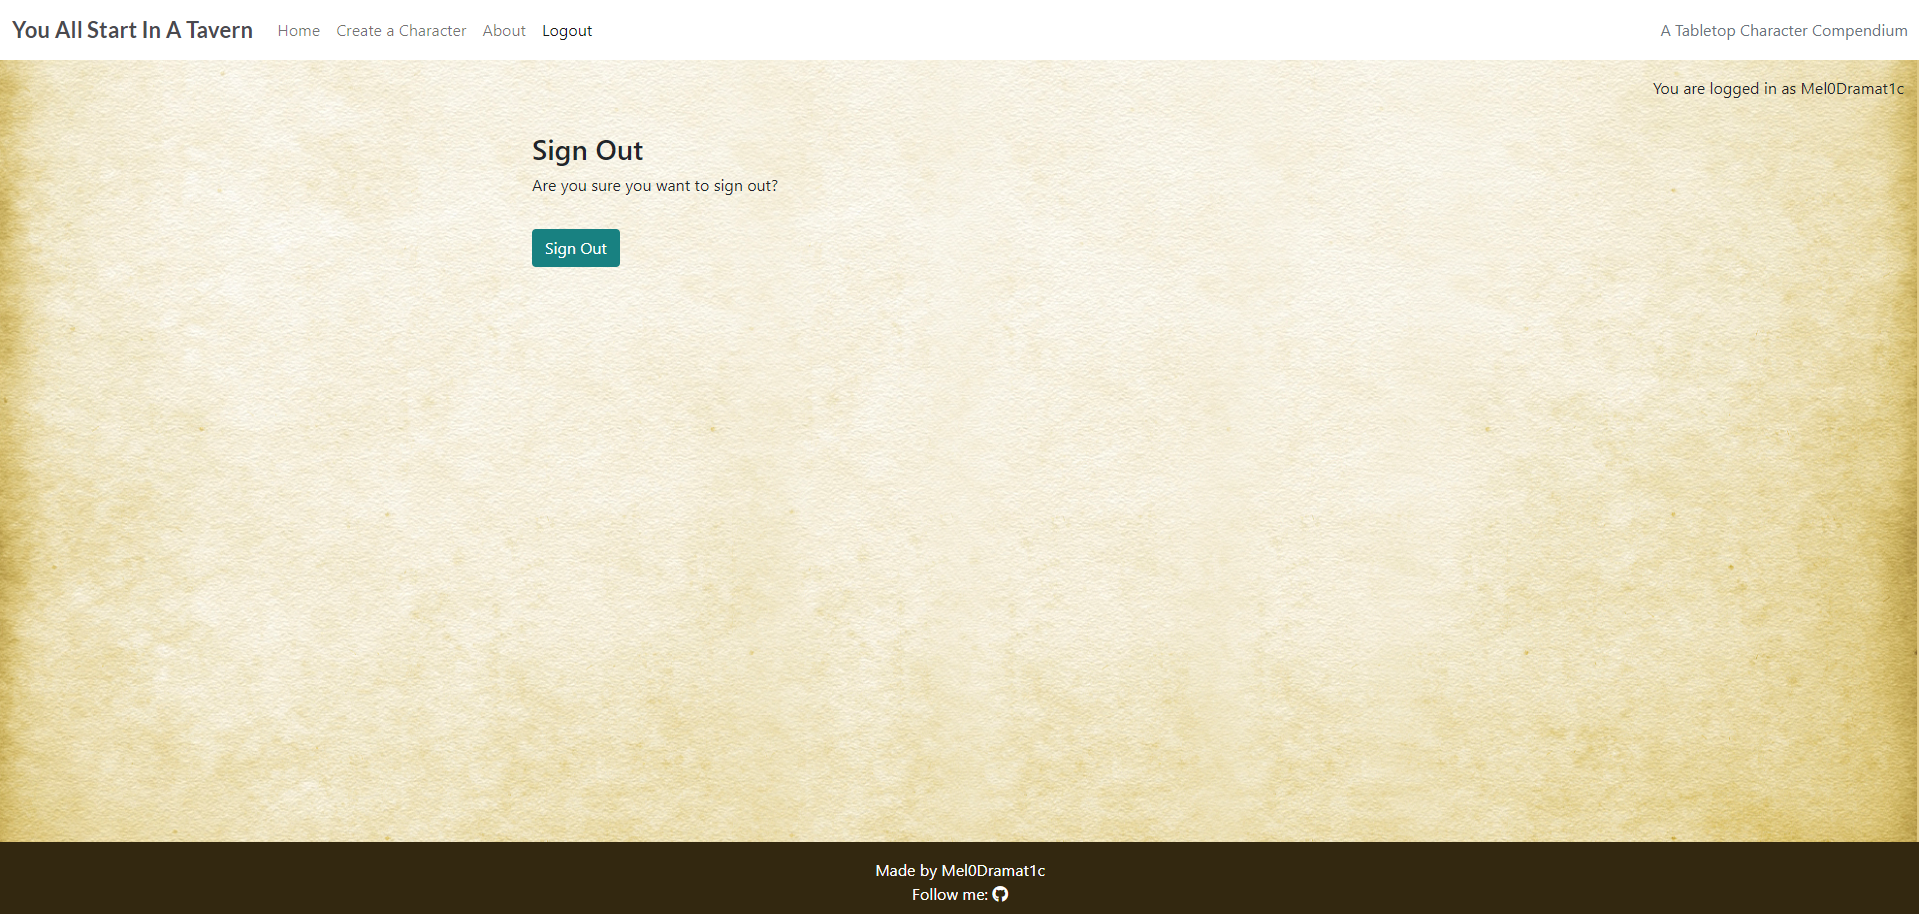 You All Start In A Tavern Home Create a Character About Logout A Tabletop Character Compendium
You are logged in as Mel0Dramat1c
Sign Out
Are you sure you want to sign out?
Sign Out
Made by Mel0Dramat1c
Follow me: